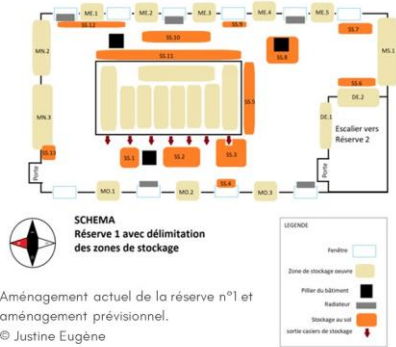 ME.1
ME.2
ME.3
ME.4
ME.5
SS.12
SS.9
SS.7
SS.10
MN.2
MS.1
SS.8
SS.11
SS.5
SS.6
DE.2
MN.3
DE.1
Escalier vers
Réserve 2
SS.13
SS.1
SS.2
SS.3
Porte
Porte
SS.4
MO.1
MO.2
MO.3
SCHEMA
Réserve 1 avec délimitation
des zones de stockage
LEGENDE
Fenêtre
Zone de stockage oeuvre
Pilier du bâtiment
Radiateur
Stockage au sol
sortie casiers de stockage
Aménagement actuel de la réserve n°1 et
aménagement prévisionnel.
© Justine Eugène